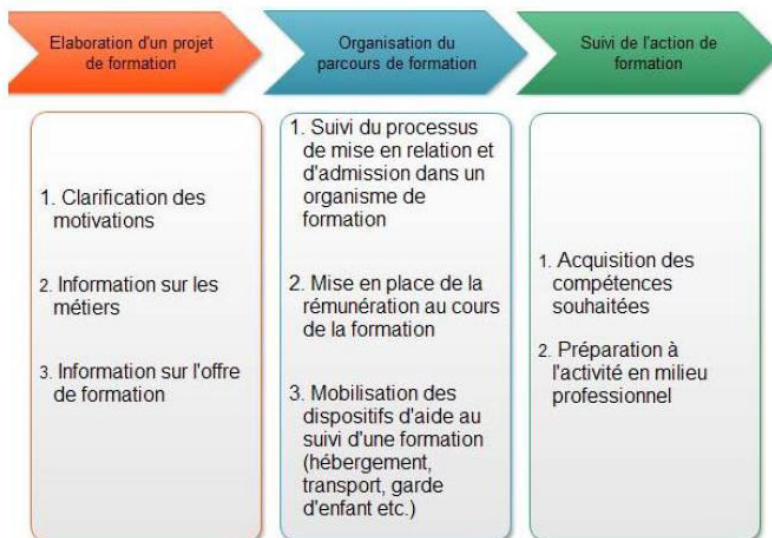 Elaboration d'un projet
de formation
Organisation du
parcours de formation
Suivi de l'action de
formation
1. Clarification des
motivations
2. Information sur les
métiers
3. Information sur l'offre
de formation
1. Suivi du processus
de mise en relation et
d'admission dans un
organisme de
formation
2. Mise en place de la
rémunération au cours
de la formation
3. Mobilisation des
dispositifs d'aide au
suivi d'une formation
(hébergement,
transport, garde
d'enfant etc.)
1. Acquisition des
compétences
souhaitées
2. Préparation à
l'activité en milieu
professionnel